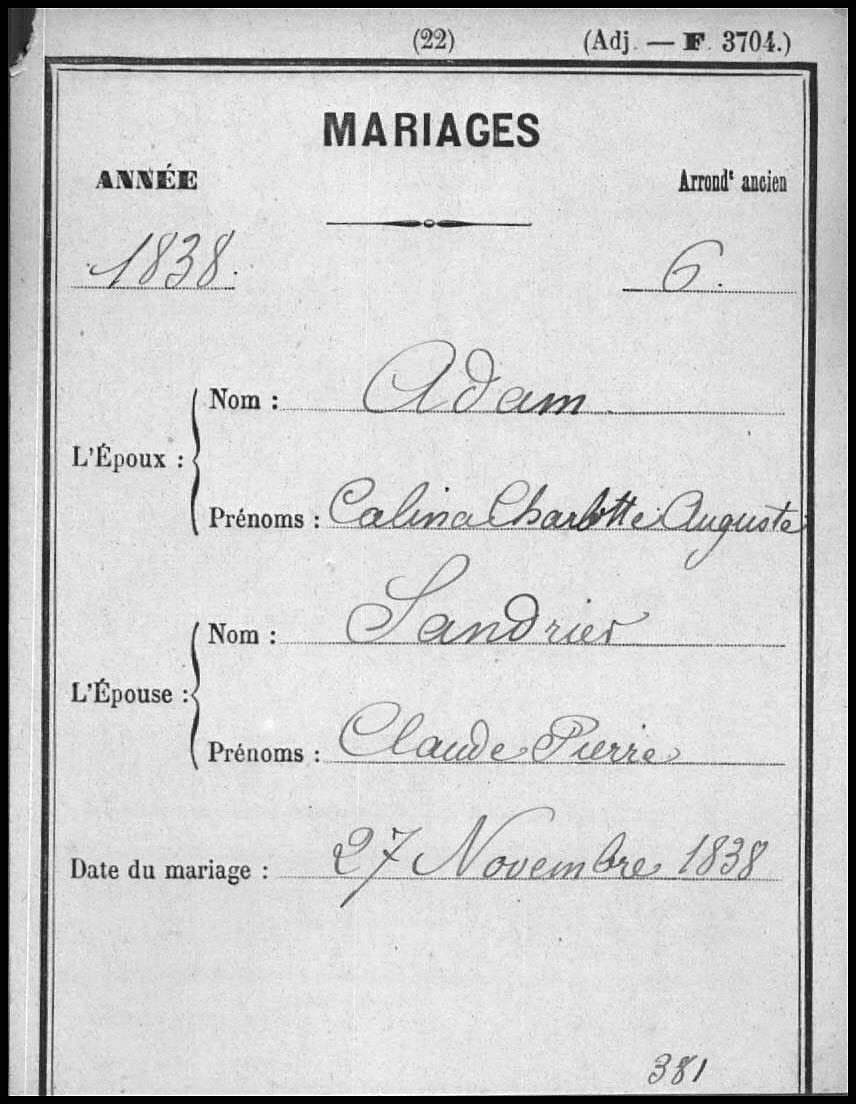 (22) (Adj. — F. 3704.)
MARIAGES
ANNÉE Arrondt ancien
1838. 6.
L'Époux :
Nom : Adam
Prénoms : Calina Charlotte Auguste
L'Épouse :
Nom : Sandrier
Prénoms : Claude Pierre
Date du mariage : 27 Novembre 1838
381